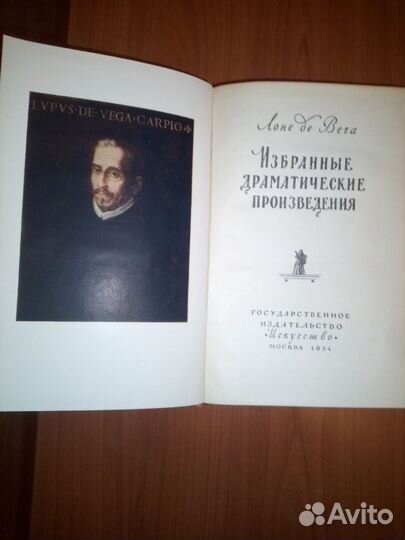 LVPVS·DE·VEGA·CARPIO
Лопе де Вега
ИЗБРАННЫЕ
ДРАМАТИЧЕСКИЕ
ПРОИЗВЕДЕНИЯ
ГОСУДАРСТВЕННОЕ
ИЗДАТЕЛЬСТВО
«Искусство»
МОСКВА 1954
Avito